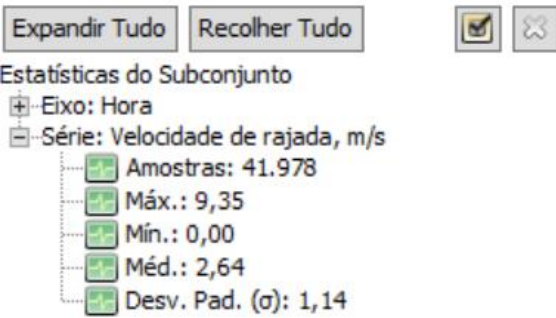 Expandir Tudo Recolher Tudo
Estatísticas do Subconjunto
Eixo: Hora
Série: Velocidade de rajada, m/s
Amostras: 41.978
Máx.: 9,35
Mín.: 0,00
Méd.: 2,64
Desv. Pad. (σ): 1,14